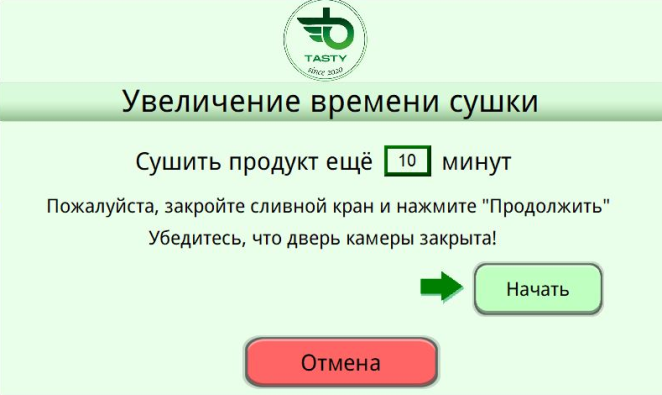 TASTY
since 2020
Увеличение времени сушки
Сушить продукт ещё 10 минут
Пожалуйста, закройте сливной кран и нажмите "Продолжить"
Убедитесь, что дверь камеры закрыта!
Начать
Отмена